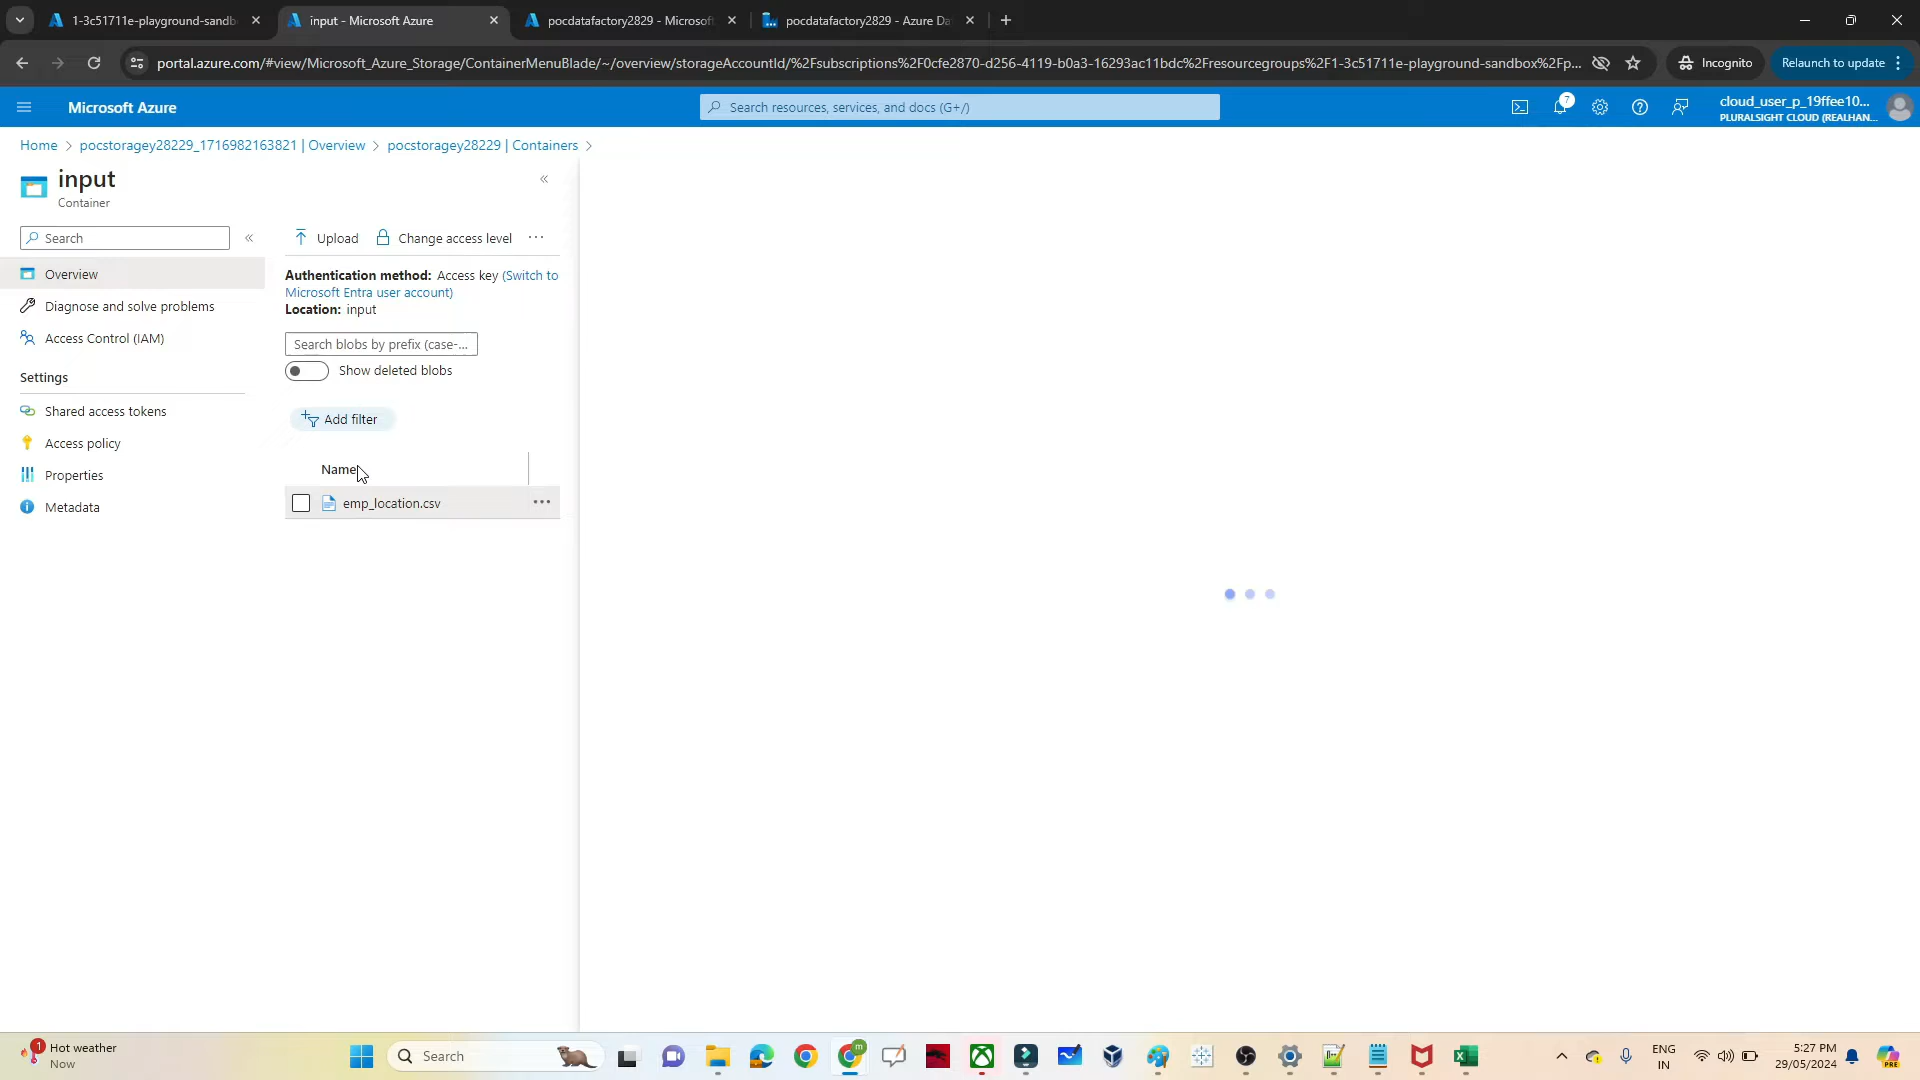 1-3c51711e-playground-sandb
input - Microsoft Azure
pocdatafactory2829 - Microsoft
pocdatafactory2829 - Azure Da
portal.azure.com/#view/Microsoft_Azure_Storage/ContainerMenuBlade/~/overview/storageAccountId/%2Fsubscriptions%2F0cfe2870-d256-4119-b0a3-16293ac11bdc%2Fresourcegroups%2F1-3c51711e-playground-sandbox%2Fp...
Incognito
Relaunch to update
Microsoft Azure
Search resources, services, and docs (G+/)
7
cloud_user_p_19ffee10...
PLURALSIGHT CLOUD (REALHAN...
Home > pocstoragey28229_1716982163821 | Overview > pocstoragey28229 | Containers >
input
Container
Search
Overview
Diagnose and solve problems
Access Control (IAM)
Settings
Shared access tokens
Access policy
Properties
Metadata
Upload
Change access level
Authentication method: Access key (Switch to
Microsoft Entra user account)
Location: input
Search blobs by prefix (case-...
Show deleted blobs
Add filter
Name
emp_location.csv
1
Hot weather
Now
Search
m
ENG
IN
5:27 PM
29/05/2024
PRE